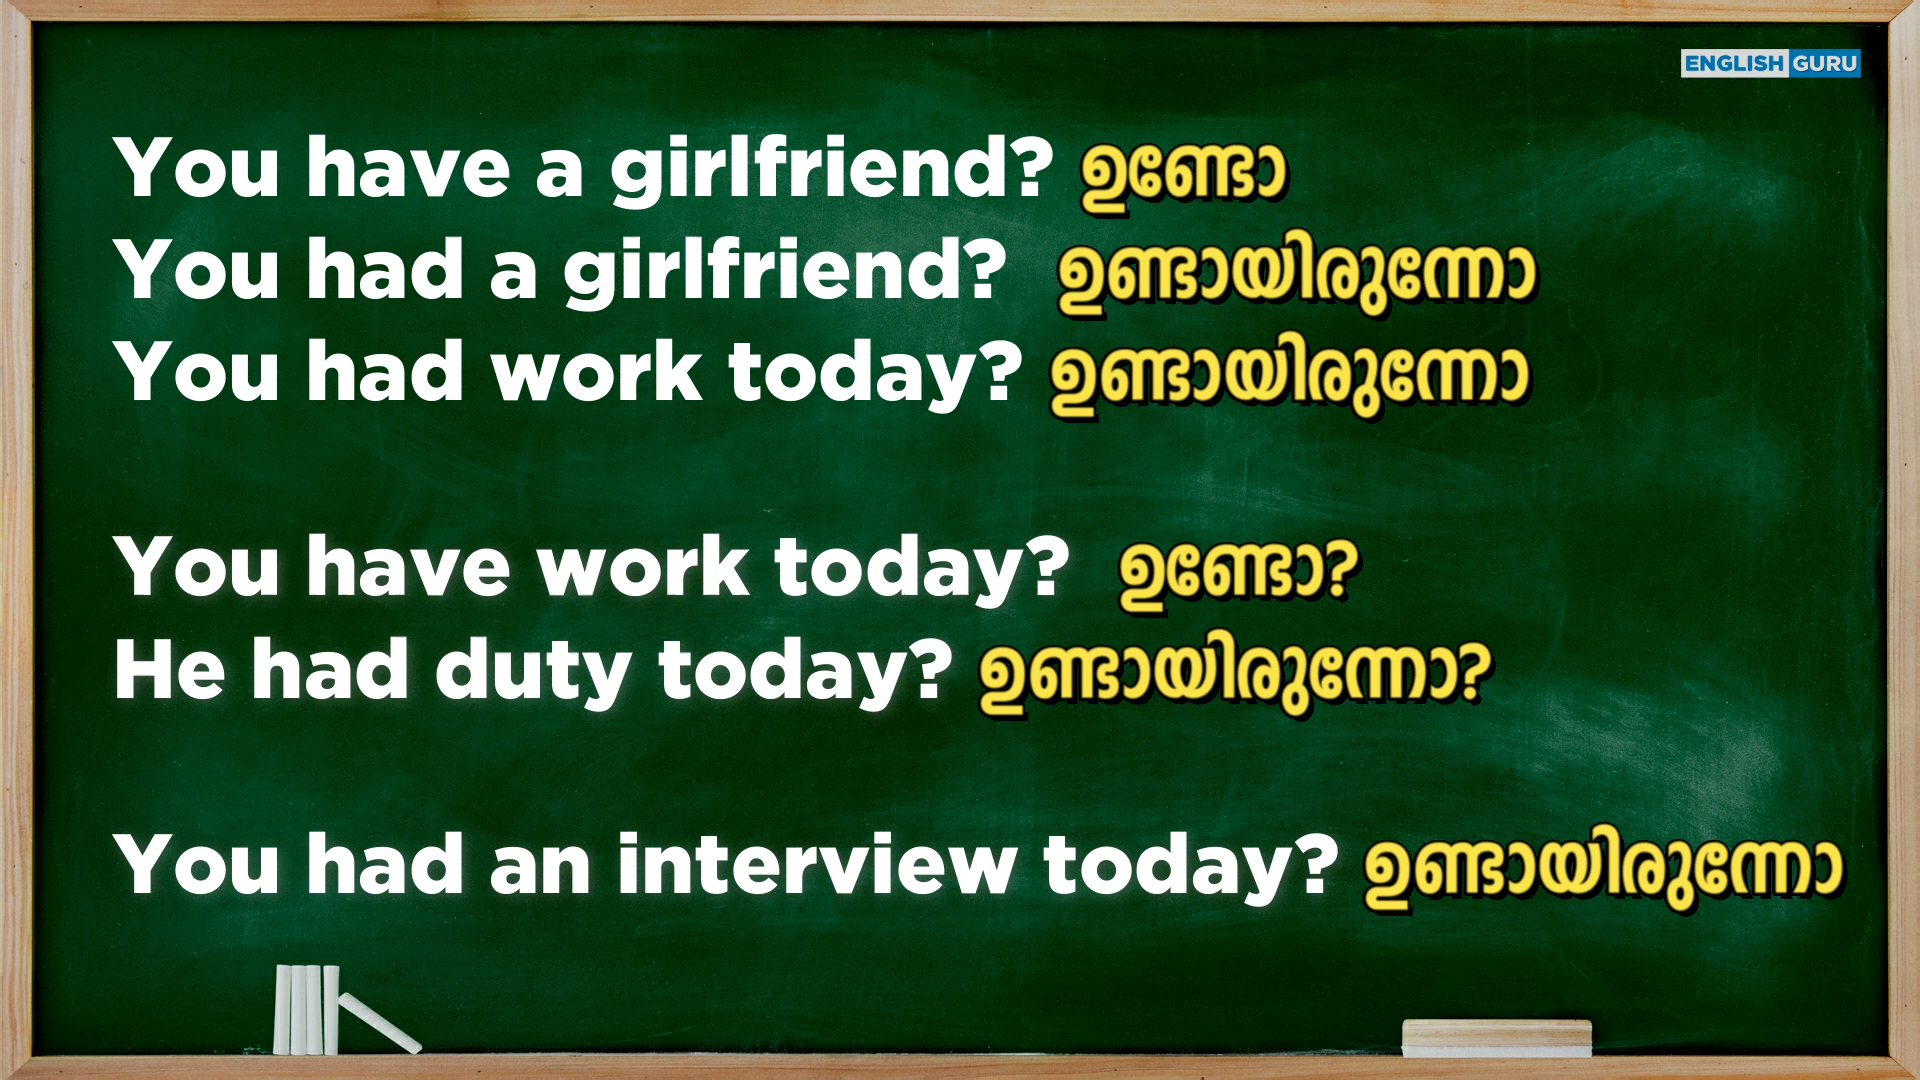 ENGLISH GURU
You have a girlfriend? ഉണ്ടോ
You had a girlfriend? ഉണ്ടായിരുന്നോ
You had work today? ഉണ്ടായിരുന്നോ
You have work today? ഉണ്ടോ?
He had duty today? ഉണ്ടായിരുന്നോ?
You had an interview today? ഉണ്ടായിരുന്നോ